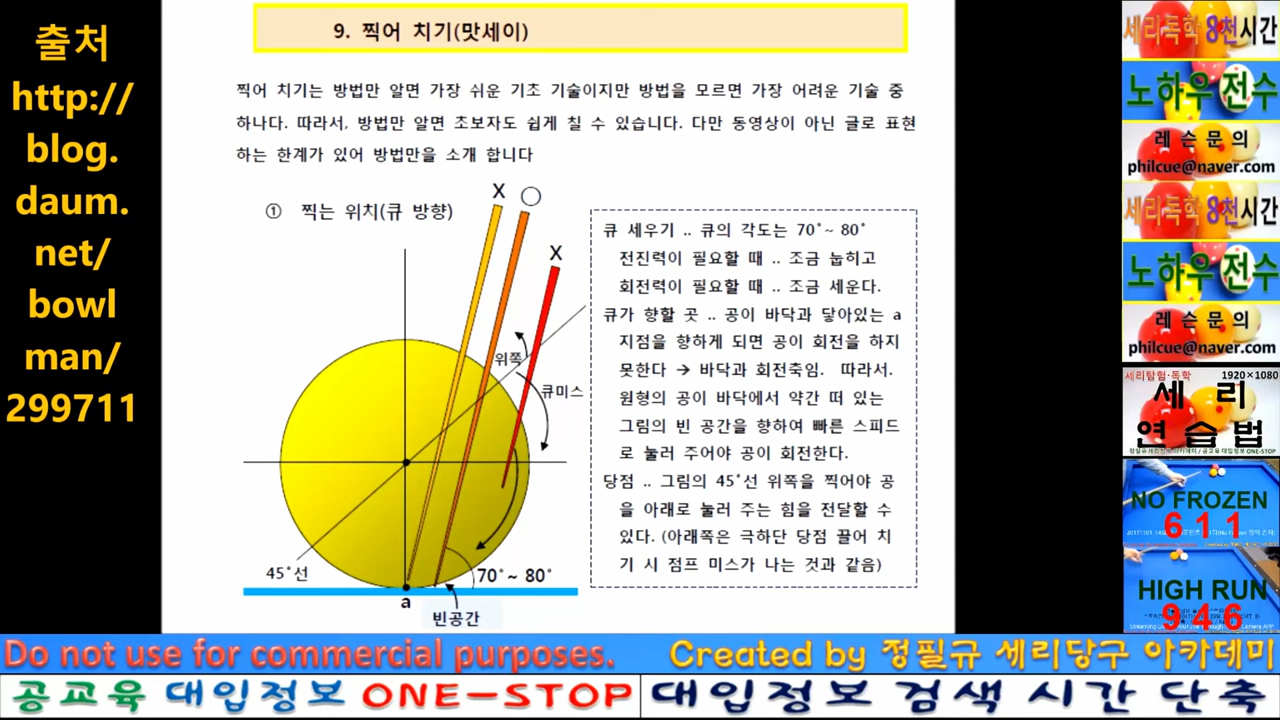 출처
http://
blog.
daum.
net/
bowl
man/
299711
9. 찍어 치기(맛세이)
찍어 치기는 방법만 알면 가장 쉬운 기초 기술이지만 방법을 모르면 가장 어려운 기술 중
하나다. 따라서, 방법만 알면 초보자도 쉽게 칠 수 있습니다. 다만 동영상이 아닌 글로 표현
하는 한계가 있어 방법만을 소개 합니다
① 찍는 위치(큐 방향)
X
X
위쪽
큐미스
45˚선
70˚~ 80˚
a
빈공간
큐 세우기 .. 큐의 각도는 70˚~ 80˚
전진력이 필요할 때 .. 조금 눕히고
회전력이 필요할 때 .. 조금 세운다.
큐가 향할 곳 .. 공이 바닥과 닿아있는 a
지점을 향하게 되면 공이 회전을 하지
못한다 → 바닥과 회전축임. 따라서.
원형의 공이 바닥에서 약간 떠 있는
그림의 빈 공간을 향하여 빠른 스피드
로 눌러 주어야 공이 회전한다.
당점 .. 그림의 45˚선 위쪽을 찍어야 공
을 아래로 눌러 주는 힘을 전달할 수
있다. (아래쪽은 극하단 당점 끌어 치
기 시 점프 미스가 나는 것과 같음)
세리독학 8천시간
노하우 전수
레 슨 문 의
philcue@naver.com
세리독학 8천시간
노하우 전수
레 슨 문 의
philcue@naver.com
세리탐험·독학 1920×1080
세 리
연 습 법
NO FROZEN
6 1 1
HIGH RUN
9 4 6
Do not use for commercial purposes.
Created by 정필규 세리당구 아카데미
공교육 대입정보 ONE-STOP
대입정보 검색 시간 단축